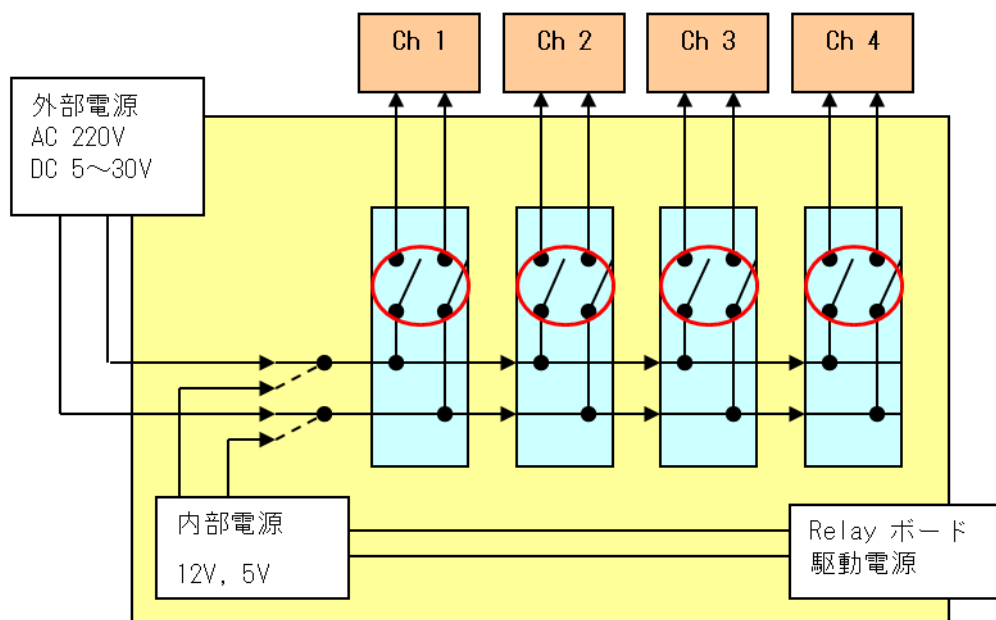 Ch 1
Ch 2
Ch 3
Ch 4
外部電源
AC 220V
DC 5～30V
内部電源
12V, 5V
Relay ボード
駆動電源